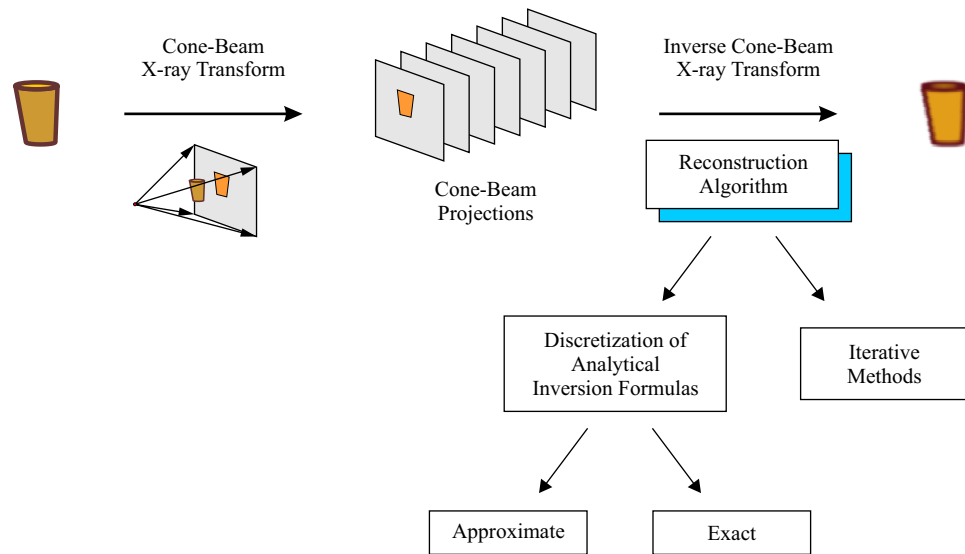 Cone-Beam
X-ray Transform
Inverse Cone-Beam
X-ray Transform
Cone-Beam
Projections
Reconstruction
Algorithm
Discretization of
Analytical
Inversion Formulas
Iterative
Methods
Approximate
Exact